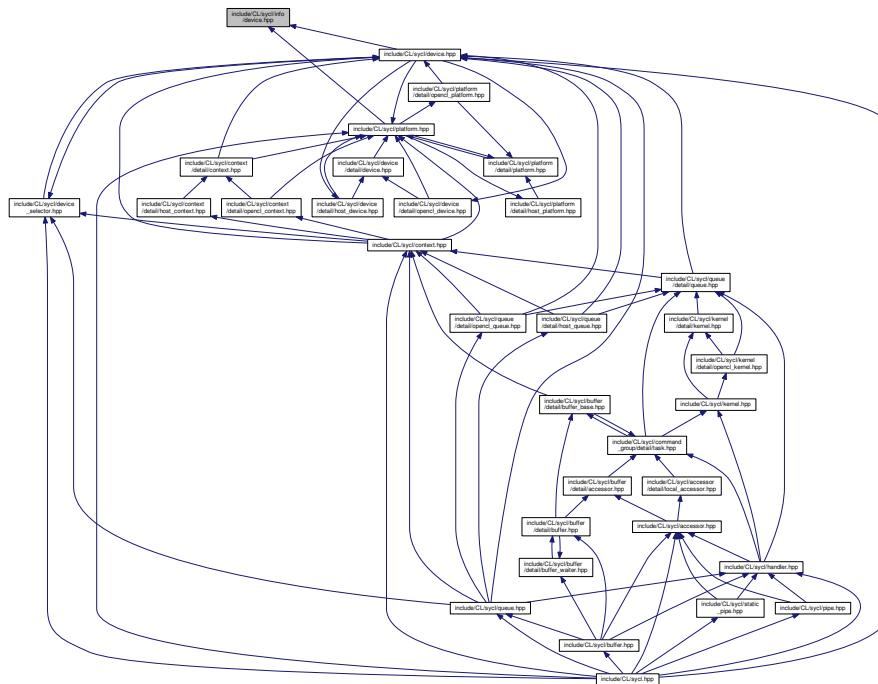 include/CL/sycl/info
/device.hpp
include/CL/sycl/device.hpp
include/CL/sycl/platform
/detail/opencl_platform.hpp
include/CL/sycl/platform.hpp
include/CL/sycl/context
/detail/context.hpp
include/CL/sycl/device
/detail/device.hpp
include/CL/sycl/platform
/detail/platform.hpp
include/CL/sycl/device
_selector.hpp
include/CL/sycl/context
/detail/host_context.hpp
include/CL/sycl/context
/detail/opencl_context.hpp
include/CL/sycl/device
/detail/host_device.hpp
include/CL/sycl/device
/detail/opencl_device.hpp
include/CL/sycl/platform
/detail/host_platform.hpp
include/CL/sycl/context.hpp
include/CL/sycl/queue
/detail/queue.hpp
include/CL/sycl/queue
/detail/opencl_queue.hpp
include/CL/sycl/queue
/detail/host_queue.hpp
include/CL/sycl/kernel
/detail/kernel.hpp
include/CL/sycl/kernel
/detail/opencl_kernel.hpp
include/CL/sycl/buffer
/detail/buffer_base.hpp
include/CL/sycl/kernel.hpp
include/CL/sycl/command
_group/detail/task.hpp
include/CL/sycl/buffer
/detail/accessor.hpp
include/CL/sycl/accessor
/detail/local_accessor.hpp
include/CL/sycl/buffer
/detail/buffer.hpp
include/CL/sycl/accessor.hpp
include/CL/sycl/buffer
/detail/buffer_waiter.hpp
include/CL/sycl/handler.hpp
include/CL/sycl/queue.hpp
include/CL/sycl/static
_pipe.hpp
include/CL/sycl/pipe.hpp
include/CL/sycl/buffer.hpp
include/CL/sycl.hpp